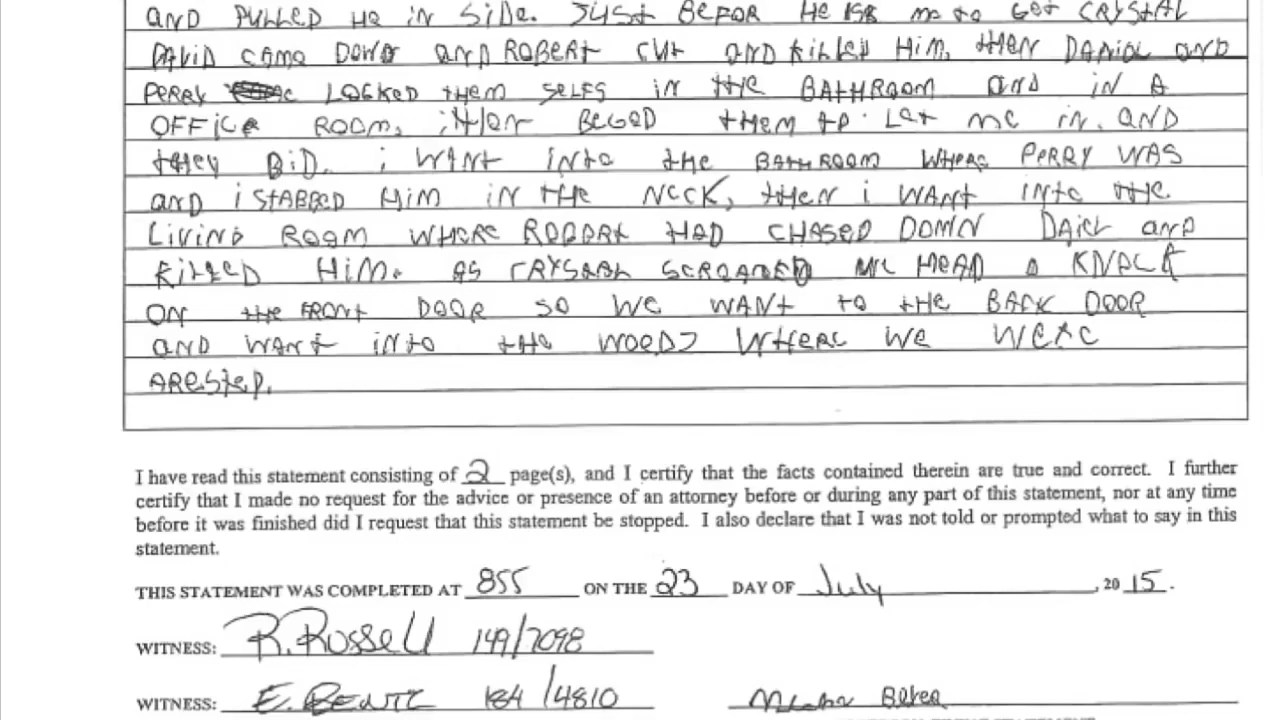 AND PULLED HE IN SIDE. JUST BEFOR HE me to GET CRYSTAL
DAVID CAME DOWN AND ROBERT CUT AND KILLED HIM, tHEN DANIOL AND
PERRY LOCKED tHEM SELFS IN tHE BATHROOM AND IN A
OFFICE ROOM, i tHEN BEGED tHEM to LET me IN. AND
tHEY DID. i WANT INTO tHE BATHROOM WHERE PERRY WAS
AND i STABBED HIM IN tHE NECK, tHEN i WANT INTO tHE
LIVING ROOM WHERE ROBERT HAD CHASED DOWN AND
KILLED HIM. AS CRYSTAL SCREAMED WE HEAD A KNACK
ON tHE FRONT DOOR SO WE WANT to tHE BACK DOOR
AND WANT INTO tHE WOODS WHERE WE WERE
ARESTED.
I have read this statement consisting of 2 page(s), and I certify that the facts contained therein are true and correct. I further
certify that I made no request for the advice or presence of an attorney before or during any part of this statement, nor at any time
before it was finished did I request that this statement be stopped. I also declare that I was not told or prompted what to say in this
statement.
THIS STATEMENT WAS COMPLETED AT 855 ON THE 23 DAY OF July, 20 15.
WITNESS: R. Russell 149/7098
WITNESS: E. BENTZ 184/4810 Bever